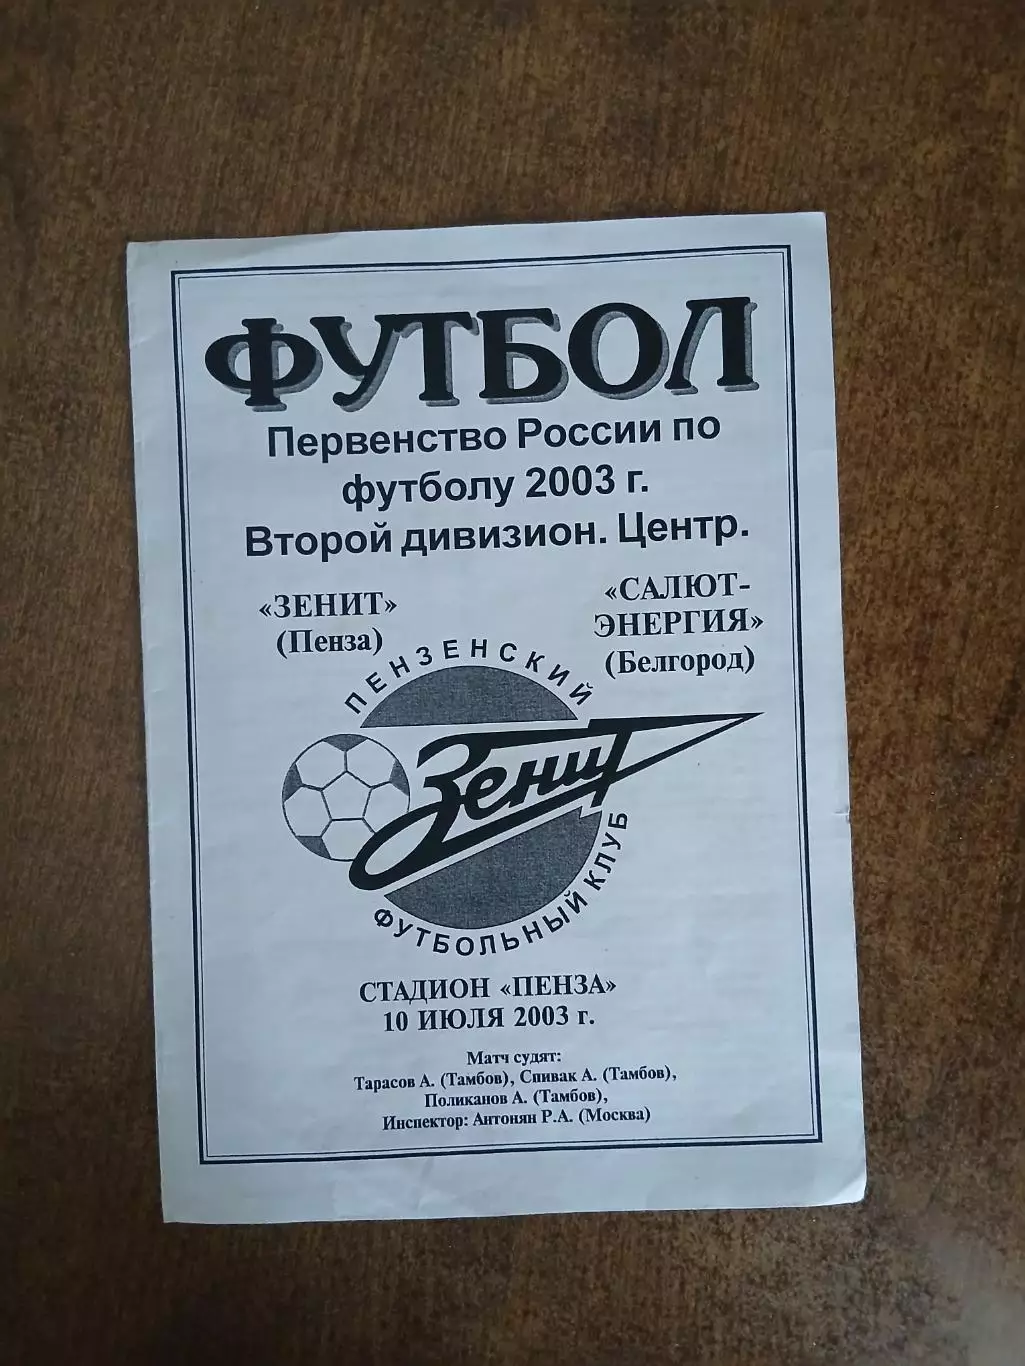 ФУТБОЛ
Первенство России по
футболу 2003 г.
Второй дивизион. Центр.
«ЗЕНИТ»
(Пенза)
«САЛЮТ-
ЭНЕРГИЯ»
(Белгород)
ПЕНЗЕНСКИЙ
Зенит
ФУТБОЛЬНЫЙ КЛУБ
СТАДИОН «ПЕНЗА»
10 ИЮЛЯ 2003 г.
Матч судят:
Тарасов А. (Тамбов), Спивак А. (Тамбов),
Поликанов А. (Тамбов),
Инспектор: Антонян Р.А. (Москва)